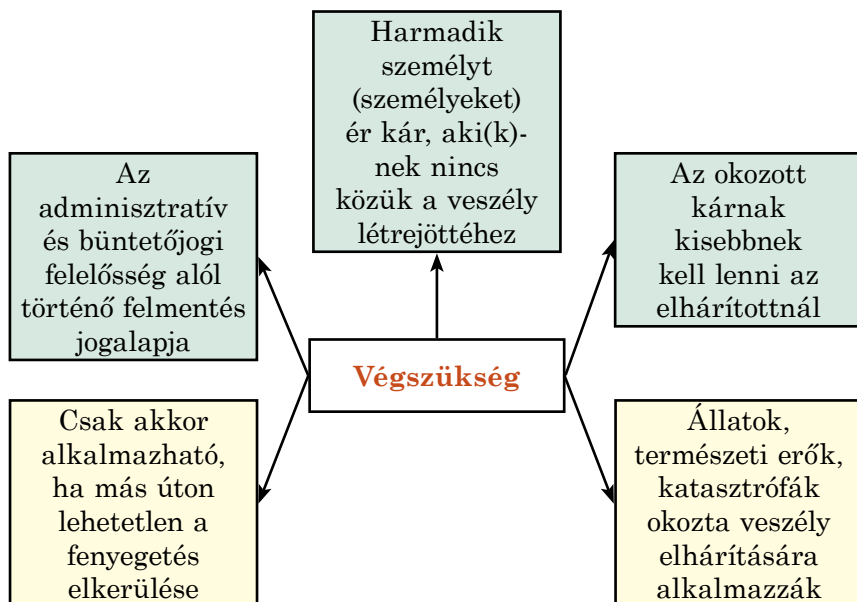 Harmadik
személyt
(személyeket)
ér kár, aki(k)-
nek nincs
közük a veszély
létrejöttéhez
Az
adminisztratív
és büntetőjogi
felelősség alól
történő felmentés
jogalapja
Az okozott
kárnak
kisebbnek
kell lenni az
elhárítottnál
Végszükség
Csak akkor
alkalmazható,
ha más úton
lehetetlen a
fenyegetés
elkerülése
Állatok,
természeti erők,
katasztrófák
okozta veszély
elhárítására
alkalmazzák